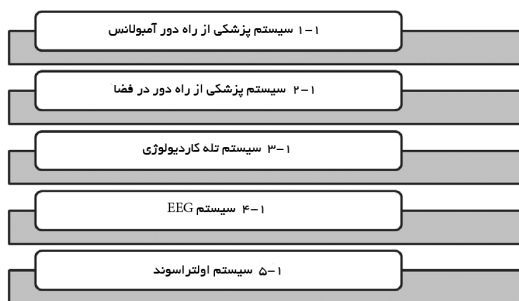 ۱-۱ سیستم پزشکی از راه دور آمبولانس
۲-۱ سیستم پزشکی از راه دور در فضا
۳-۱ سیستم تله کاردیولوژی
۴-۱ سیستم EEG
۵-۱ سیستم اولتراسوند